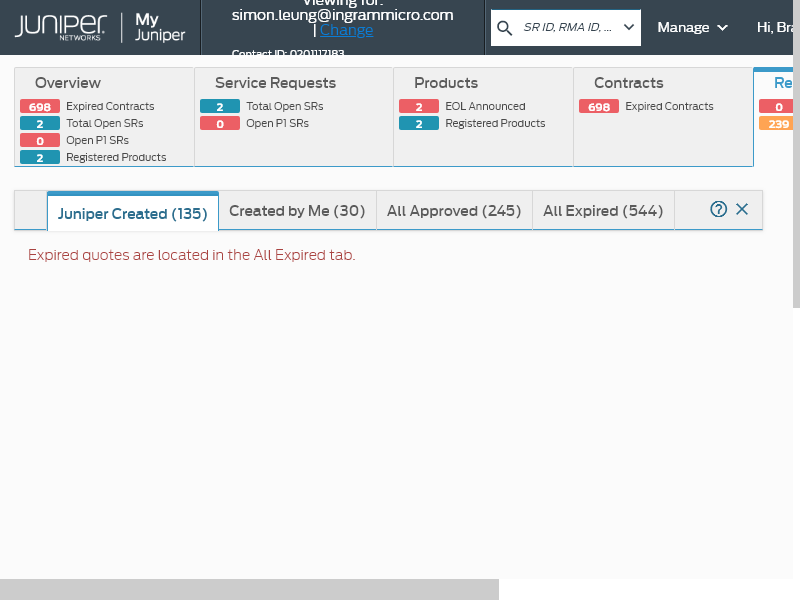 JUNIPER NETWORKS
My Juniper
Viewing for:
simon.leung@ingrammicro.com
| Change
Contact ID: 0201117183
SR ID, RMA ID, ...
Manage
Hi, Bra
Overview
698 Expired Contracts
2 Total Open SRs
0 Open P1 SRs
2 Registered Products
Service Requests
2 Total Open SRs
0 Open P1 SRs
Products
2 EOL Announced
2 Registered Products
Contracts
698 Expired Contracts
Re
0
239
Juniper Created (135)
Created by Me (30)
All Approved (245)
All Expired (544)
Expired quotes are located in the All Expired tab.